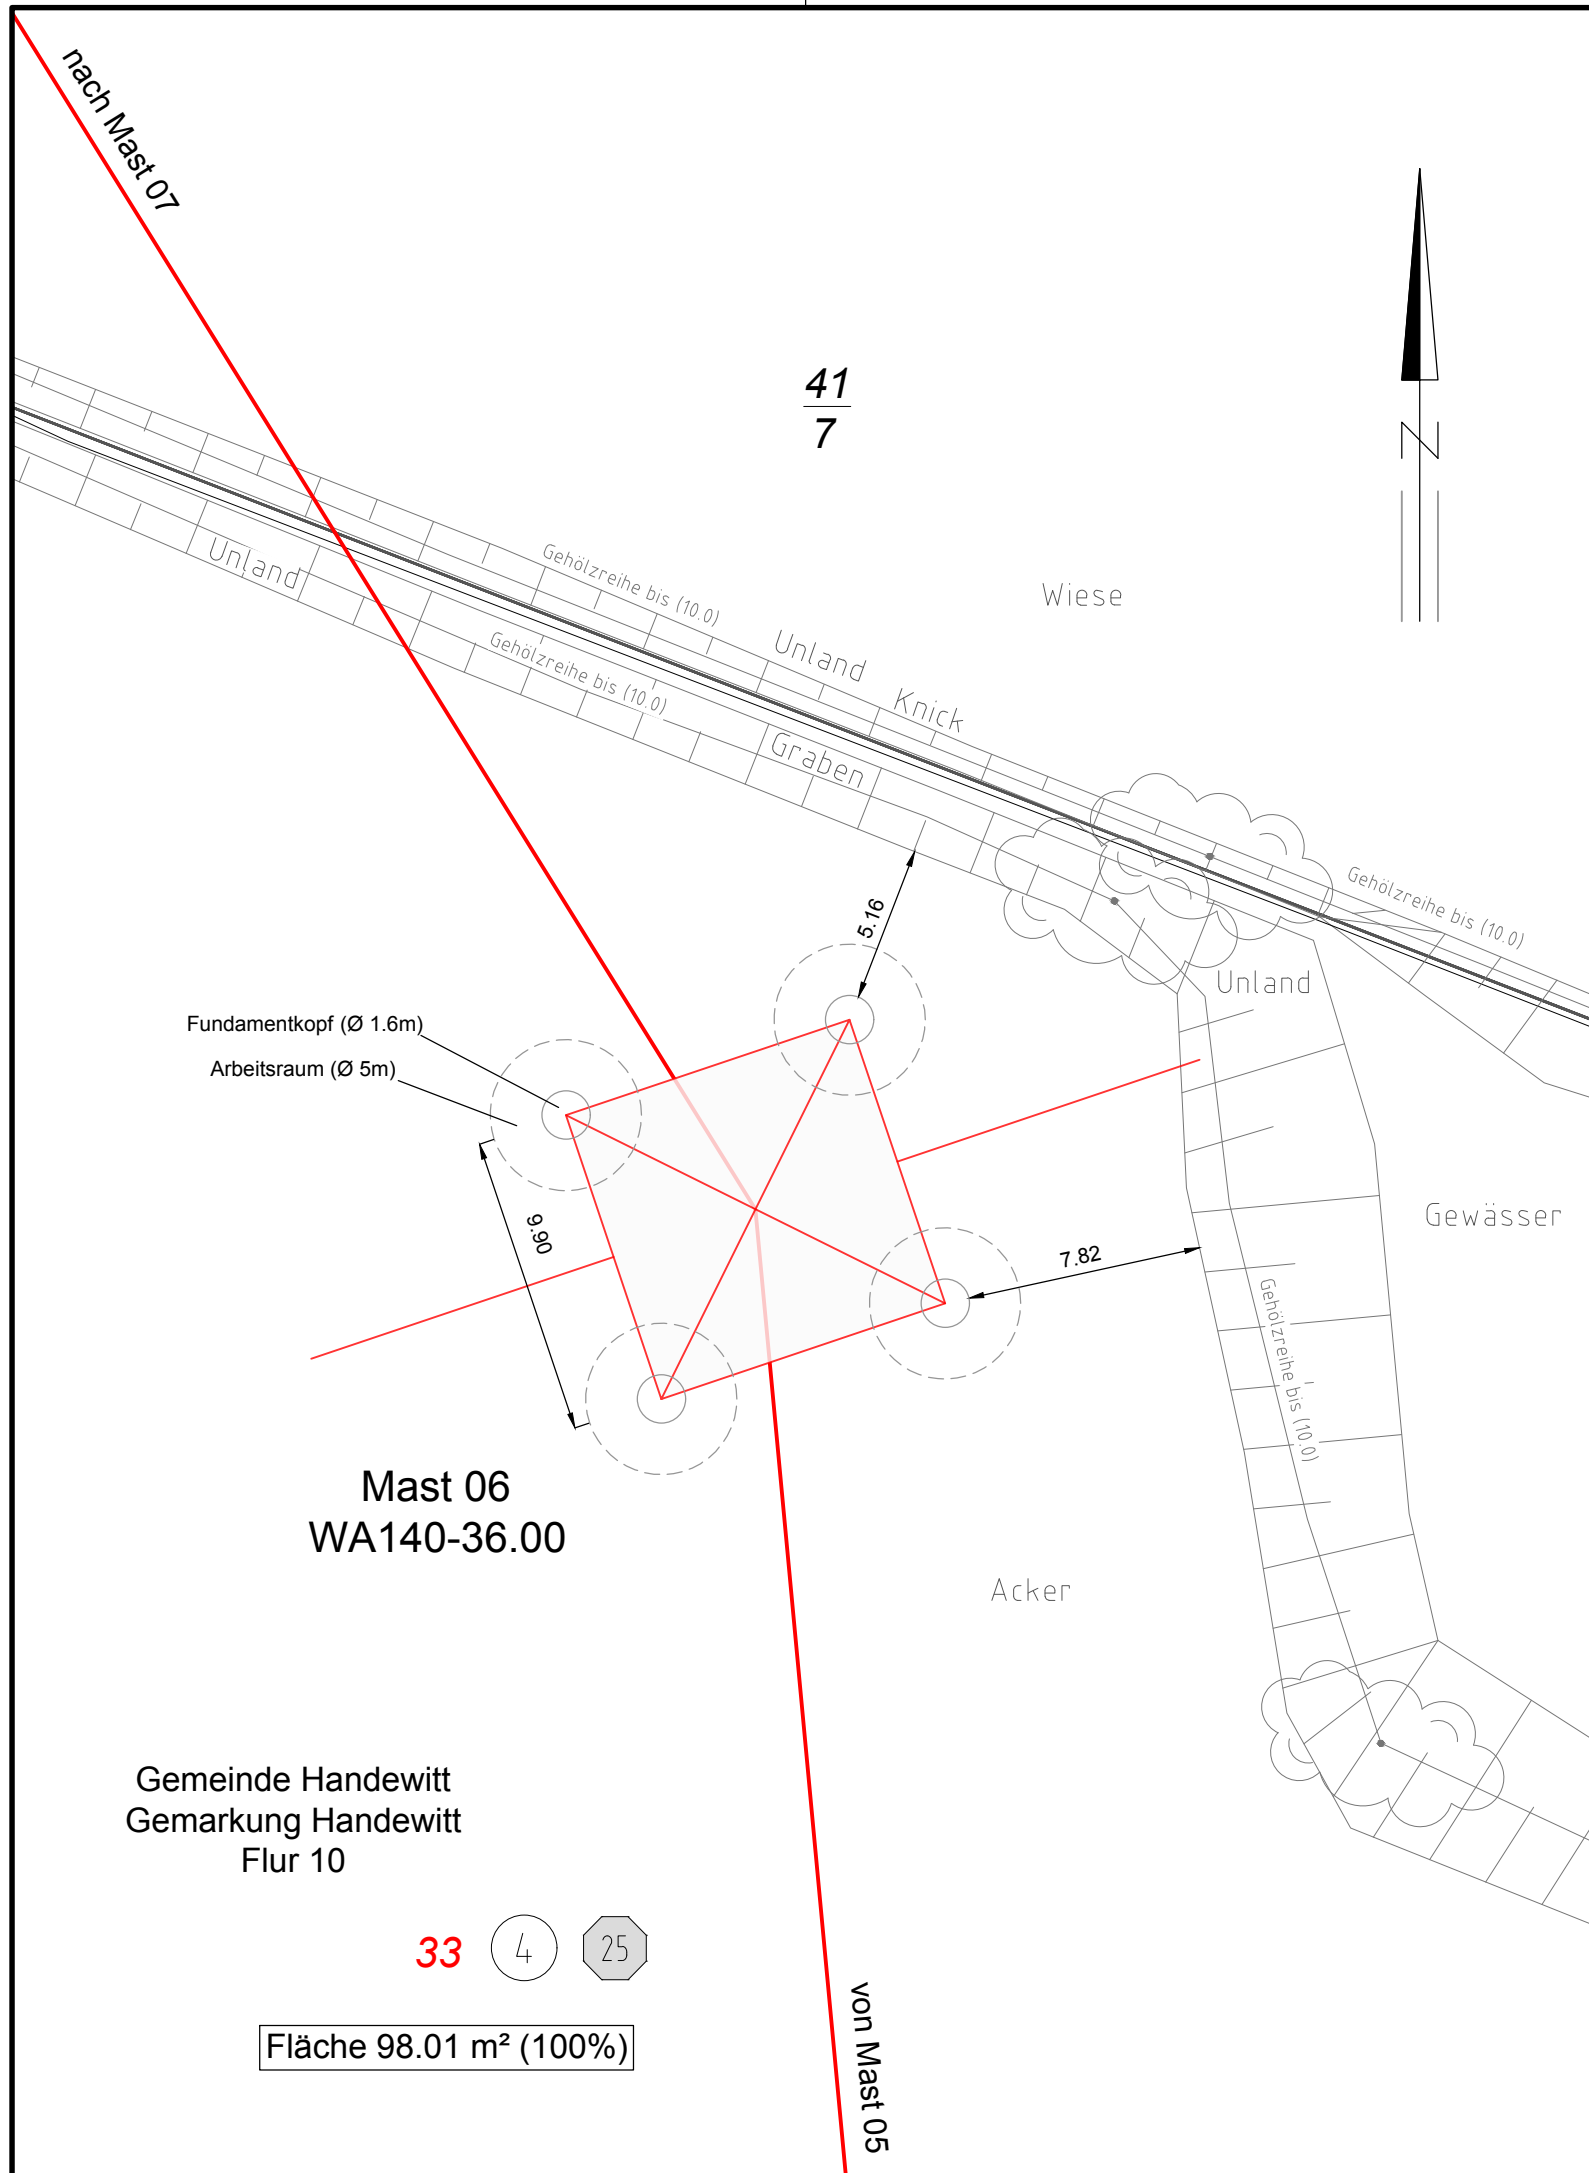 nach Mast 07
41
7
N
Unland
Gehölzreihe bis (10.0)
Wiese
Gehölzreihe bis (10.0)
Unland
Knick
Graben
Gehölzreihe bis (10.0)
5.16
Unland
Fundamentkopf (Ø 1.6m)
Arbeitsraum (Ø 5m)
9.90
7.82
Gewässer
Gehölzreihe bis (10.0)
Mast 06
WA140-36.00
Acker
Gemeinde Handewitt
Gemarkung Handewitt
Flur 10
33 4 25
Fläche 98.01 m² (100%)
von Mast 05